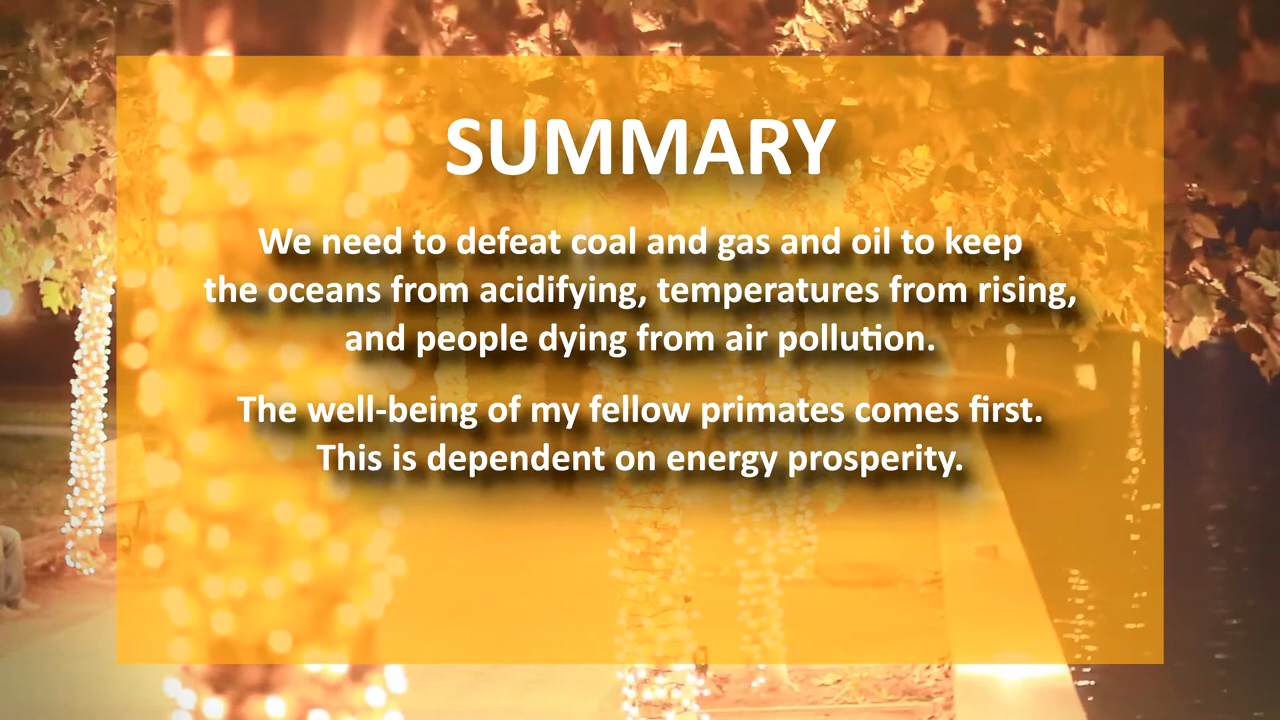 SUMMARY
We need to defeat coal and gas and oil to keep
the oceans from acidifying, temperatures from rising,
and people dying from air pollution.
The well-being of my fellow primates comes first.
This is dependent on energy prosperity.